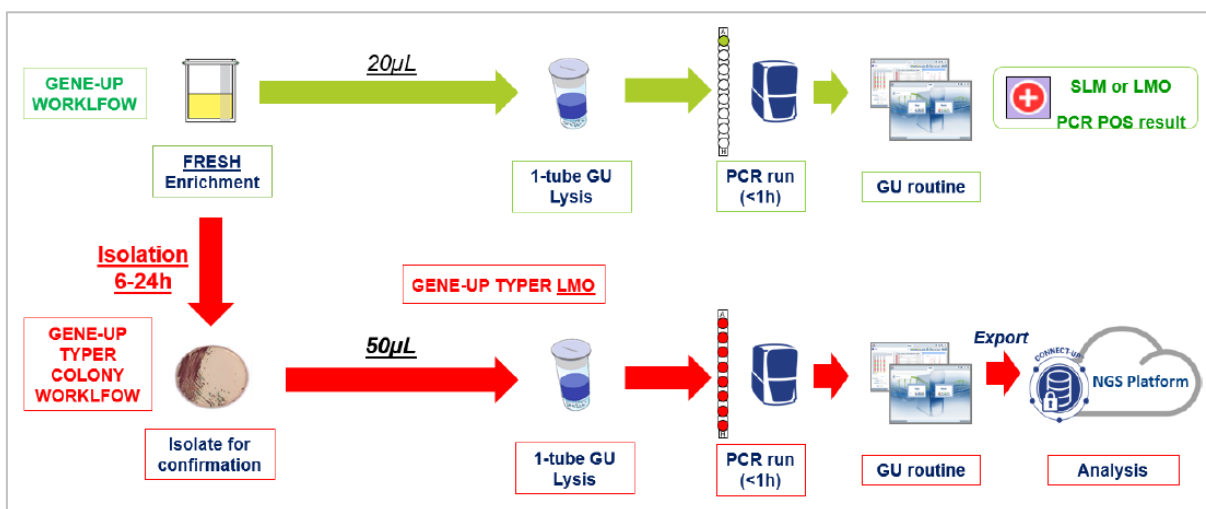 GENE-UP
WORKLFOW
20µL
A
H
SLM or LMO
PCR POS result
FRESH
Enrichment
1-tube GU
Lysis
PCR run
(<1h)
GU routine
Isolation
6-24h
GENE-UP TYPER LMO
GENE-UP
TYPER
COLONY
WORKLFOW
50µL
A
H
Export
CONNECT-UP
NGS Platform
Isolate for
confirmation
1-tube GU
Lysis
PCR run
(<1h)
GU routine
Analysis